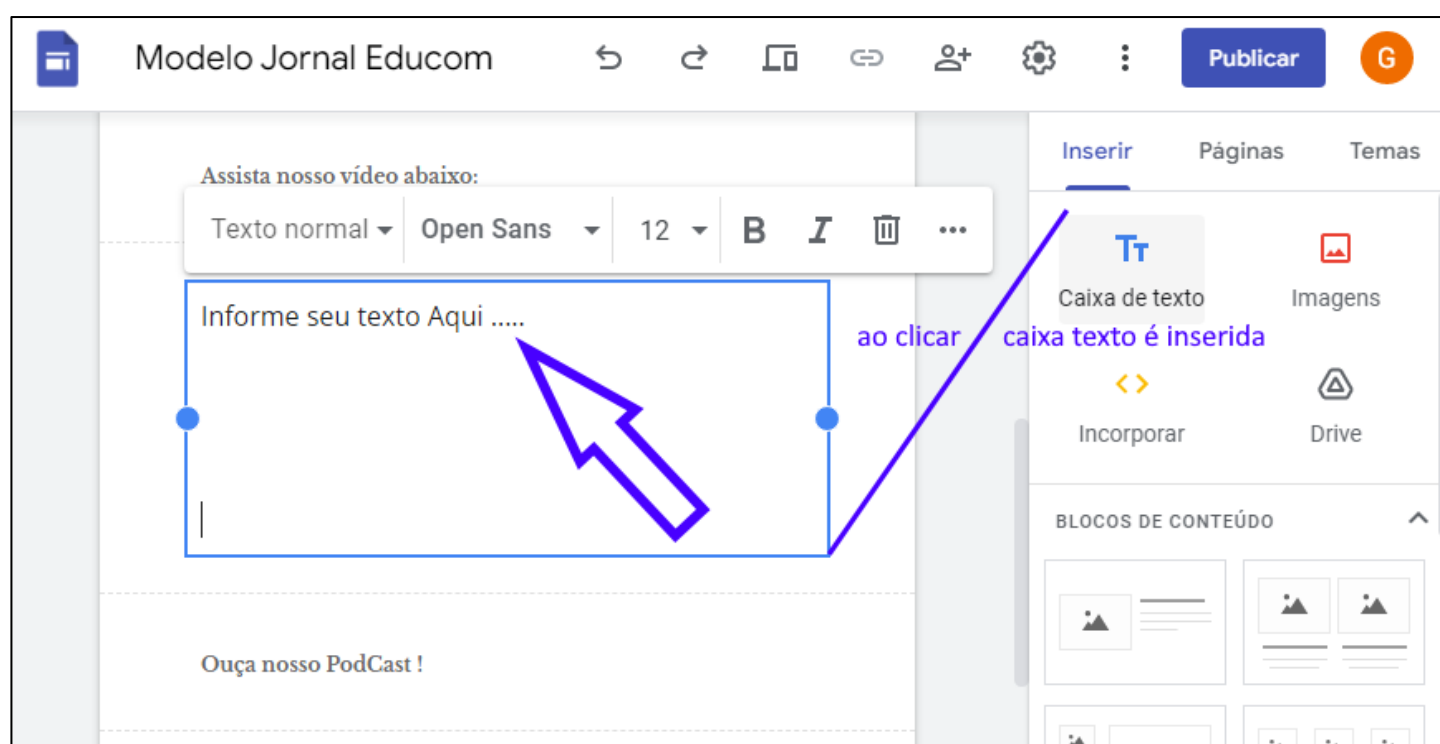 Modelo Jornal Educom
Publicar
G
Inserir Páginas Temas
Assista nosso vídeo abaixo:
Texto normal Open Sans 12 B I
Tт
Caixa de texto Imagens
Informe seu texto Aqui .....
ao clicar caixa texto é inserida
Incorporar Drive
BLOCOS DE CONTEÚDO
Ouça nosso PodCast !